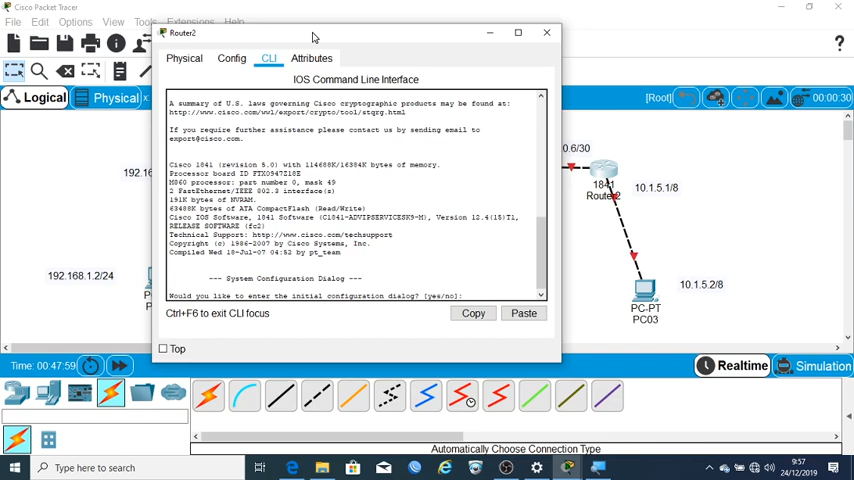 Cisco Packet Tracer
File Edit Options View Tools Extensions Help
Router2
Physical Config CLI Attributes
IOS Command Line Interface
A summary of U.S. laws governing Cisco cryptographic products may be found at:
http://www.cisco.com/wwl/export/crypto/tool/stqrg.html
If you require further assistance please contact us by sending email to
export@cisco.com.
Cisco 1841 (revision 5.0) with 114688K/16384K bytes of memory.
Processor board ID FTX0947Z18E
M860 processor: part number 0, mask 49
2 FastEthernet/IEEE 802.3 interface(s)
191K bytes of NVRAM.
63488K bytes of ATA CompactFlash (Read/Write)
Cisco IOS Software, 1841 Software (C1841-ADVIPSERVICESK9-M), Version 12.4(15)T1,
RELEASE SOFTWARE (fc2)
Technical Support: http://www.cisco.com/techsupport
Copyright (c) 1986-2007 by Cisco Systems, Inc.
Compiled Wed 18-Jul-07 04:52 by pt_team
--- System Configuration Dialog ---
Would you like to enter the initial configuration dialog? [yes/no]:
Ctrl+F6 to exit CLI focus
Copy Paste
Top
Logical Physical
[Root] 00:00:30
192.16
0.6/30
1841
Router2
10.1.5.1/8
192.168.1.2/24
10.1.5.2/8
PC-PT
PC03
Time: 00:47:59
Realtime Simulation
Automatically Choose Connection Type
Type here to search
9:57
24/12/2019